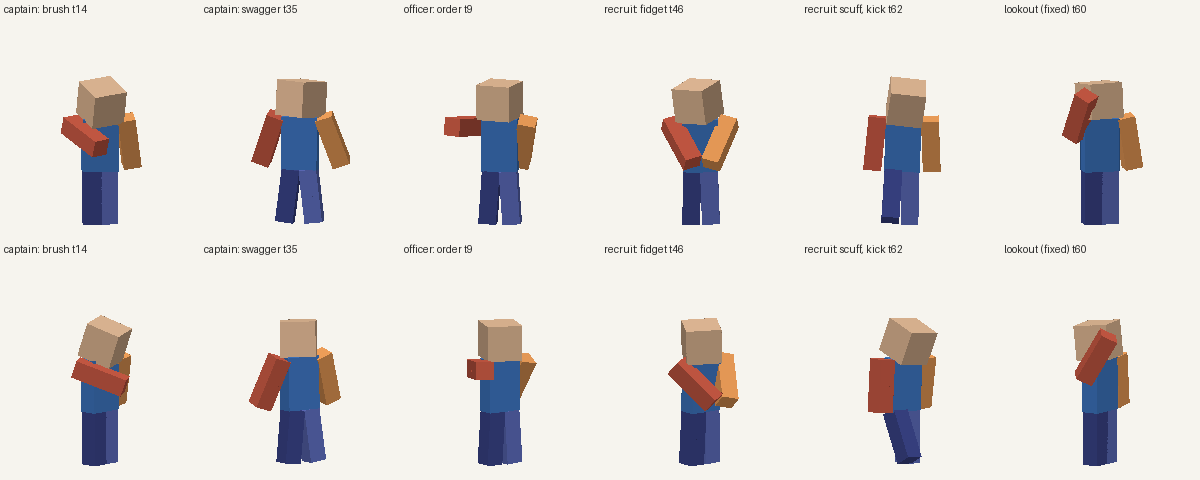 captain: brush t14
captain: swagger t35
officer: order t9
recruit: fidget t46
recruit: scuff, kick t62
lookout (fixed) t60
captain: brush t14
captain: swagger t35
officer: order t9
recruit: fidget t46
recruit: scuff, kick t62
lookout (fixed) t60